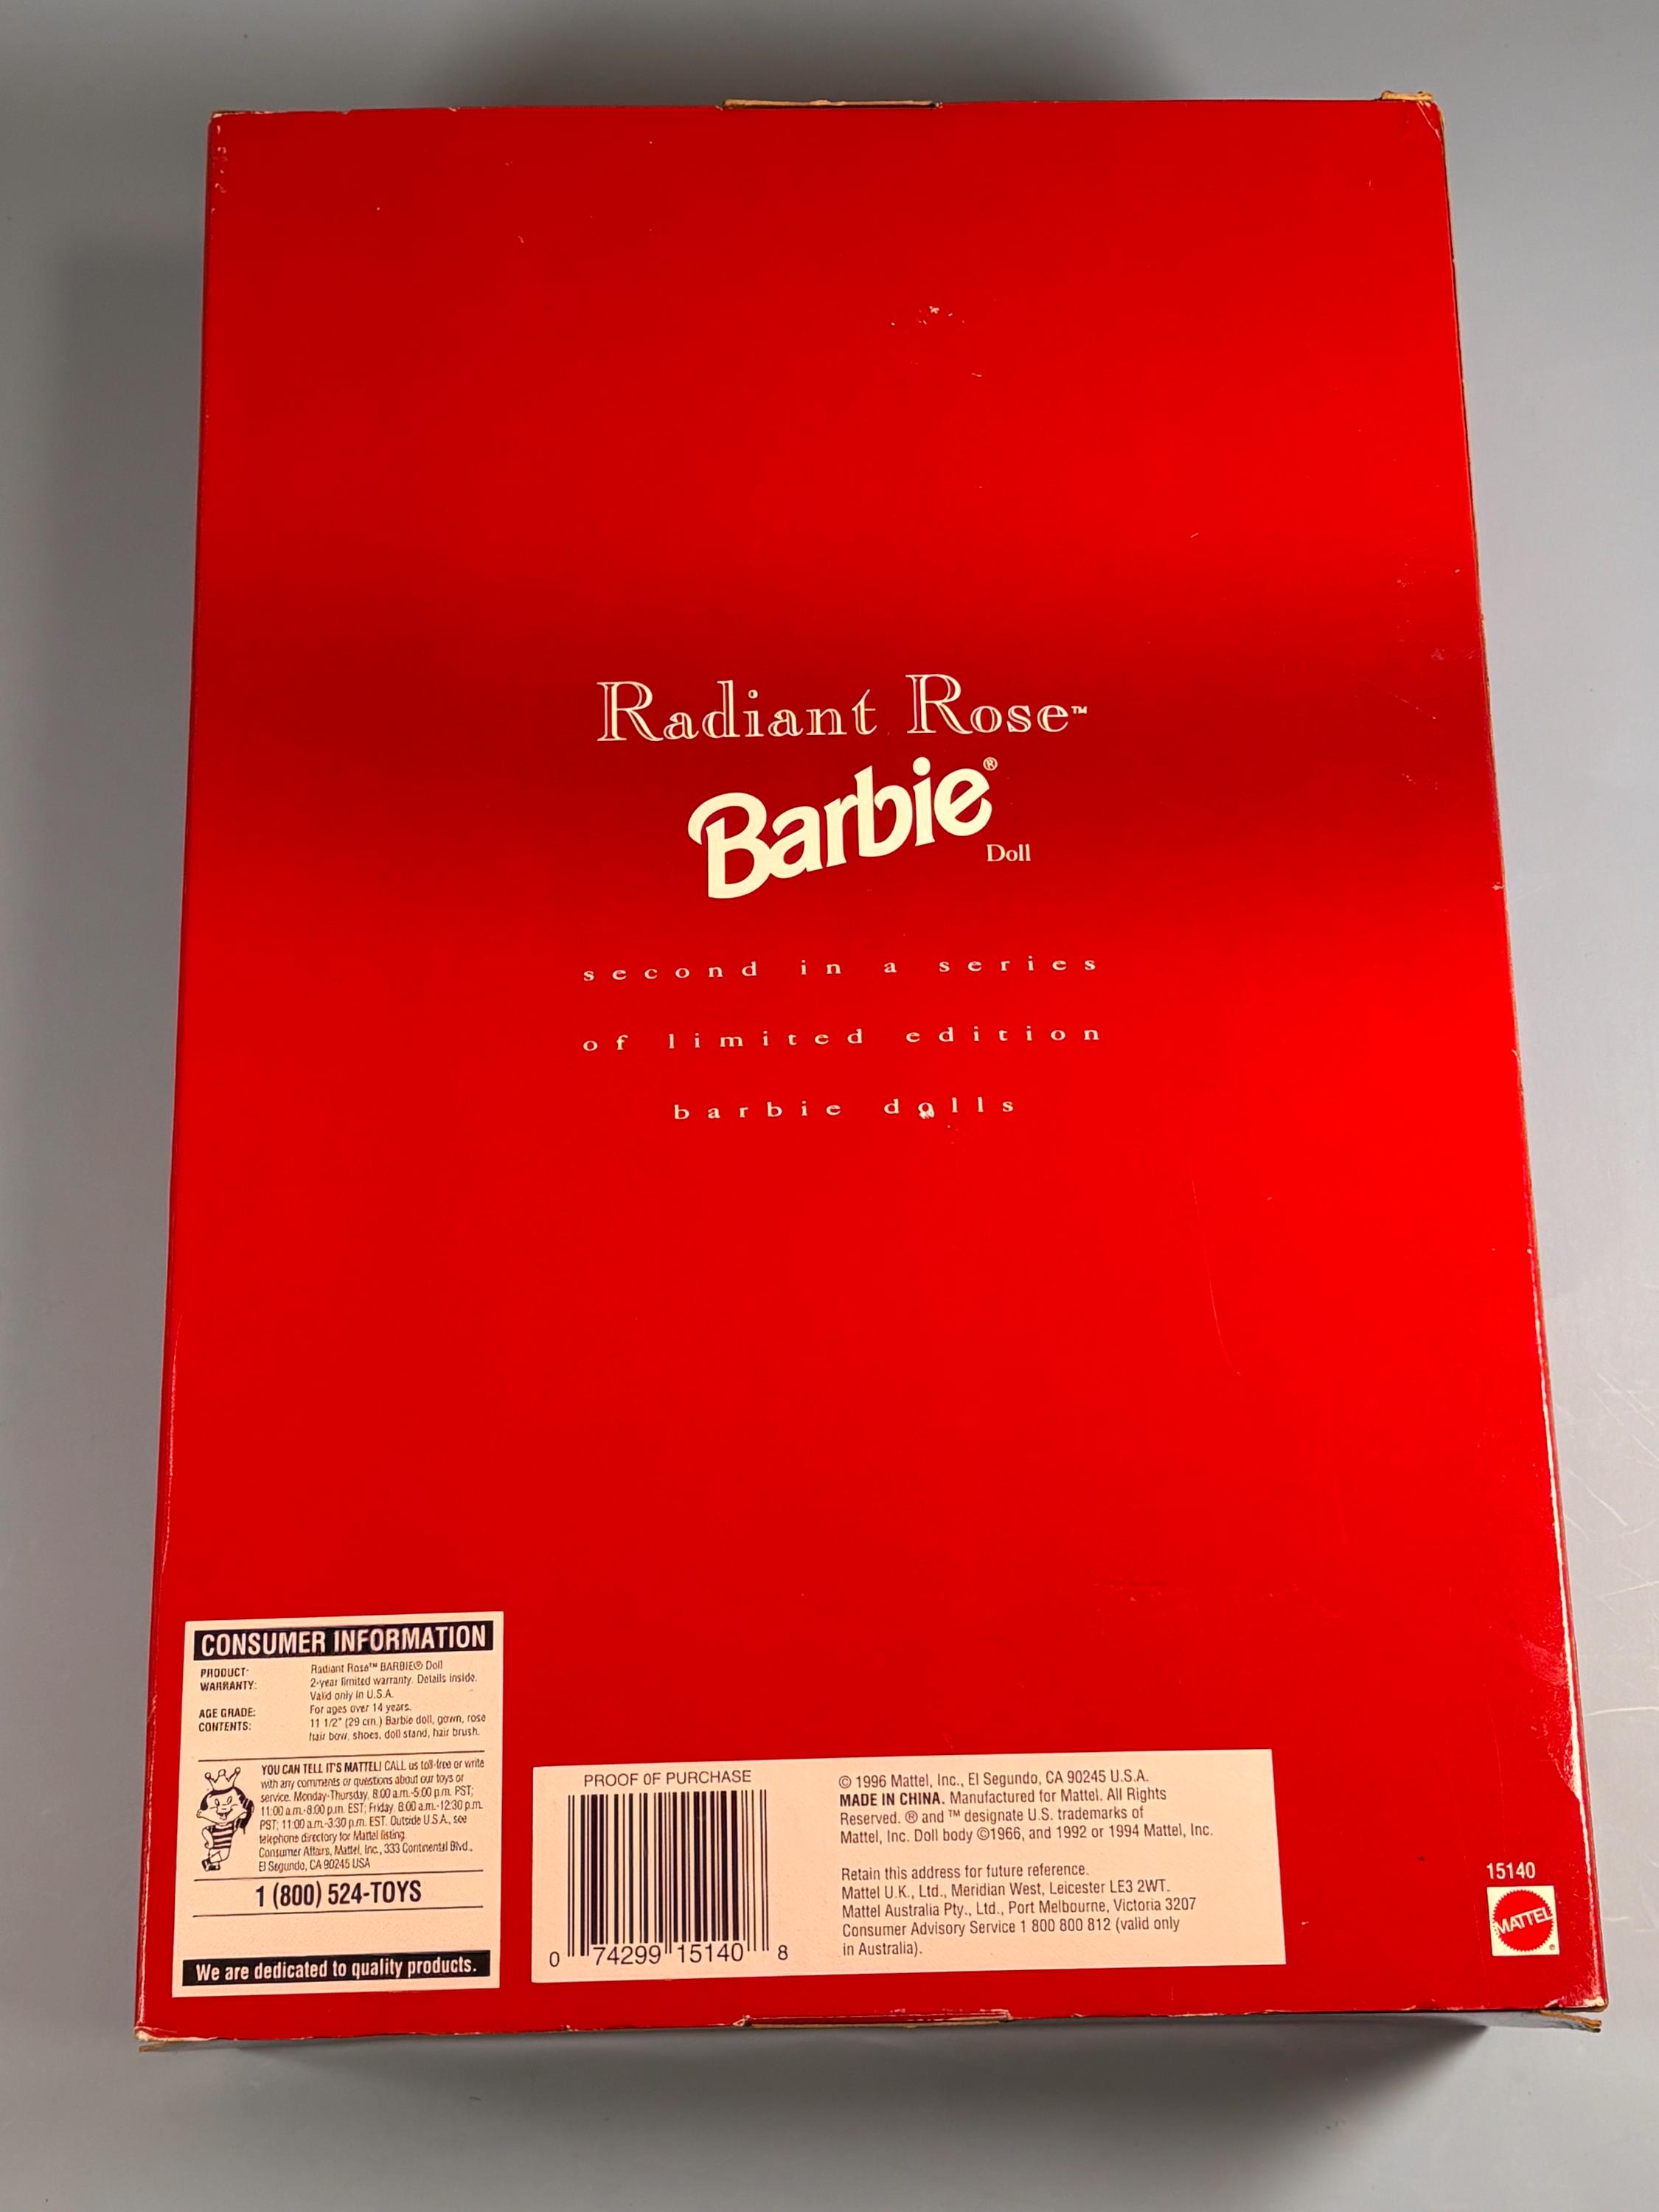 Radiant Rose™
Barbie®
Doll
second in a series
of limited edition
barbie dolls
CONSUMER INFORMATION
PRODUCT: Radiant Rose™ BARBIE® Doll
WARRANTY: 2-year limited warranty. Details inside.
Valid only in U.S.A.
AGE GRADE: For ages over 14 years.
CONTENTS: 11 1/2" (29 cm.) Barbie doll, gown, rose
hair bow, shoes, doll stand, hair brush.
YOU CAN TELL IT'S MATTEL! CALL us toll-free or write
with any comments or questions about our toys or
service. Monday-Thursday, 8:00 a.m.-5:00 p.m. PST;
11:00 a.m.-8:00 p.m. EST; Friday, 8:00 a.m.-12:30 p.m.
PST; 11:00 a.m.-3:30 p.m. EST. Outside U.S.A., see
telephone directory for Mattel listing.
Consumer Affairs, Mattel, Inc., 333 Continental Blvd.,
El Segundo, CA 90245 USA
1 (800) 524-TOYS
We are dedicated to quality products.
PROOF OF PURCHASE
0 74299 15140 8
© 1996 Mattel, Inc., El Segundo, CA 90245 U.S.A.
MADE IN CHINA. Manufactured for Mattel. All Rights
Reserved. ® and ™ designate U.S. trademarks of
Mattel, Inc. Doll body ©1966, and 1992 or 1994 Mattel, Inc.
Retain this address for future reference.
Mattel U.K., Ltd., Meridian West, Leicester LE3 2WT.
Mattel Australia Pty., Ltd., Port Melbourne, Victoria 3207
Consumer Advisory Service 1 800 800 812 (valid only
in Australia).
15140
MATTEL®